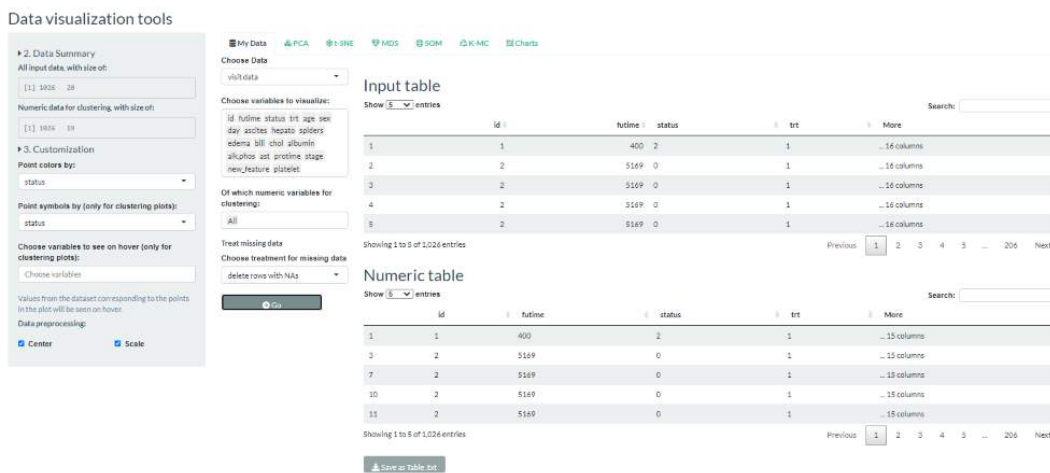 Data visualization tools
2. Data Summary
All input data, with size of:
[1] 1026 20
Numeric data for clustering, with size of:
[1] 1026 19
3. Customization
Point colors by:
status
Point symbols by (only for clustering plots):
status
Choose variables to see on hover (only for
clustering plots):
Choose variables
Values from the dataset corresponding to the points
in the plot will be seen on hover
Data preprocessing:
Center Scale
My Data PCA t-SNE MDS SOM K-MC Charts
Choose Data
visit data
Choose variables to visualize:
id futime status trt age sex
day ascites hepato spiders
edema bili chol albumin
alk.phos ast protime stage
new_feature platelet
Of which numeric variables for
clustering:
All
Treat missing data
Choose treatment for missing data
delete rows with NAs
Go
Input table
Show 5 entries
Search:
id futime status trt More
1 1 400 2 1 ... 16 columns
2 2 5169 0 1 ... 16 columns
3 2 5169 0 1 ... 16 columns
4 2 5169 0 1 ... 16 columns
5 2 5169 0 1 ... 16 columns
Showing 1 to 5 of 1,026 entries
Previous 1 2 3 4 5 ... 206 Next
Numeric table
Show 5 entries
Search:
id futime status trt More
1 1 400 2 1 ... 15 columns
3 2 5169 0 1 ... 15 columns
7 2 5169 0 1 ... 15 columns
10 2 5169 0 1 ... 15 columns
11 2 5169 0 1 ... 15 columns
Showing 1 to 5 of 1,026 entries
Previous 1 2 3 4 5 ... 206 Next
Save as Table .txt